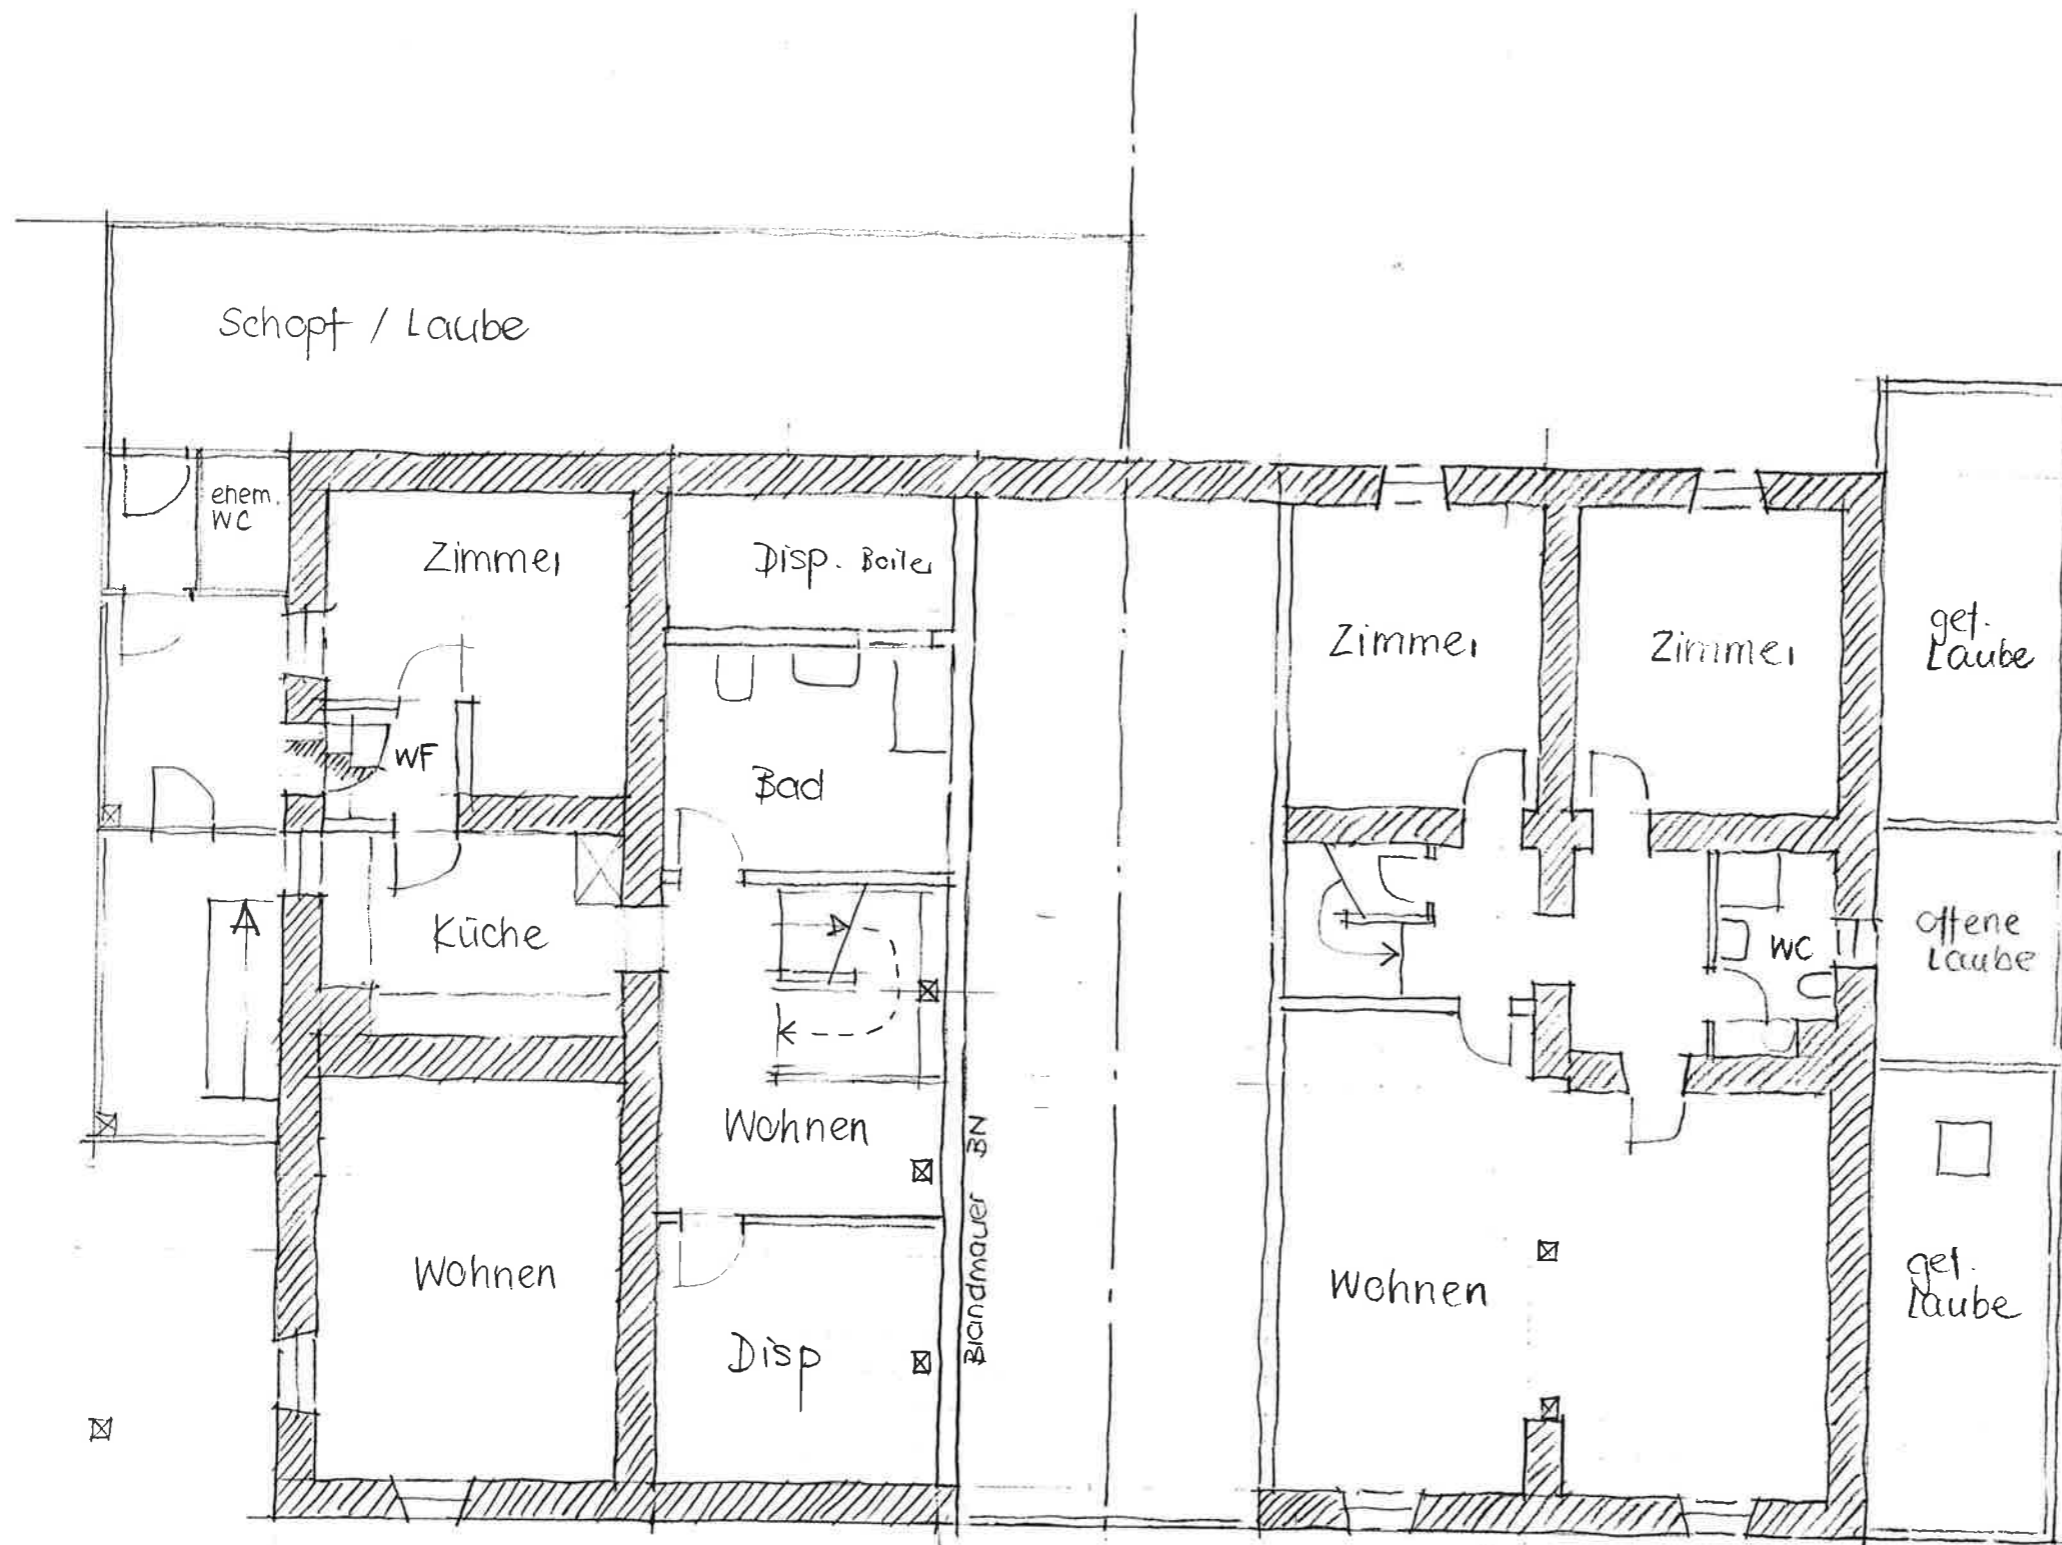 Schopf / Laube
ehem.
WC
Zimmer
Disp. Boiler
Zimmer
Zimmer
gef.
Laube
WF
Bad
Küche
WC
Offene
Laube
Wohnen
Brandmauer BN
Wohnen
Wohnen
gef.
Laube
Disp